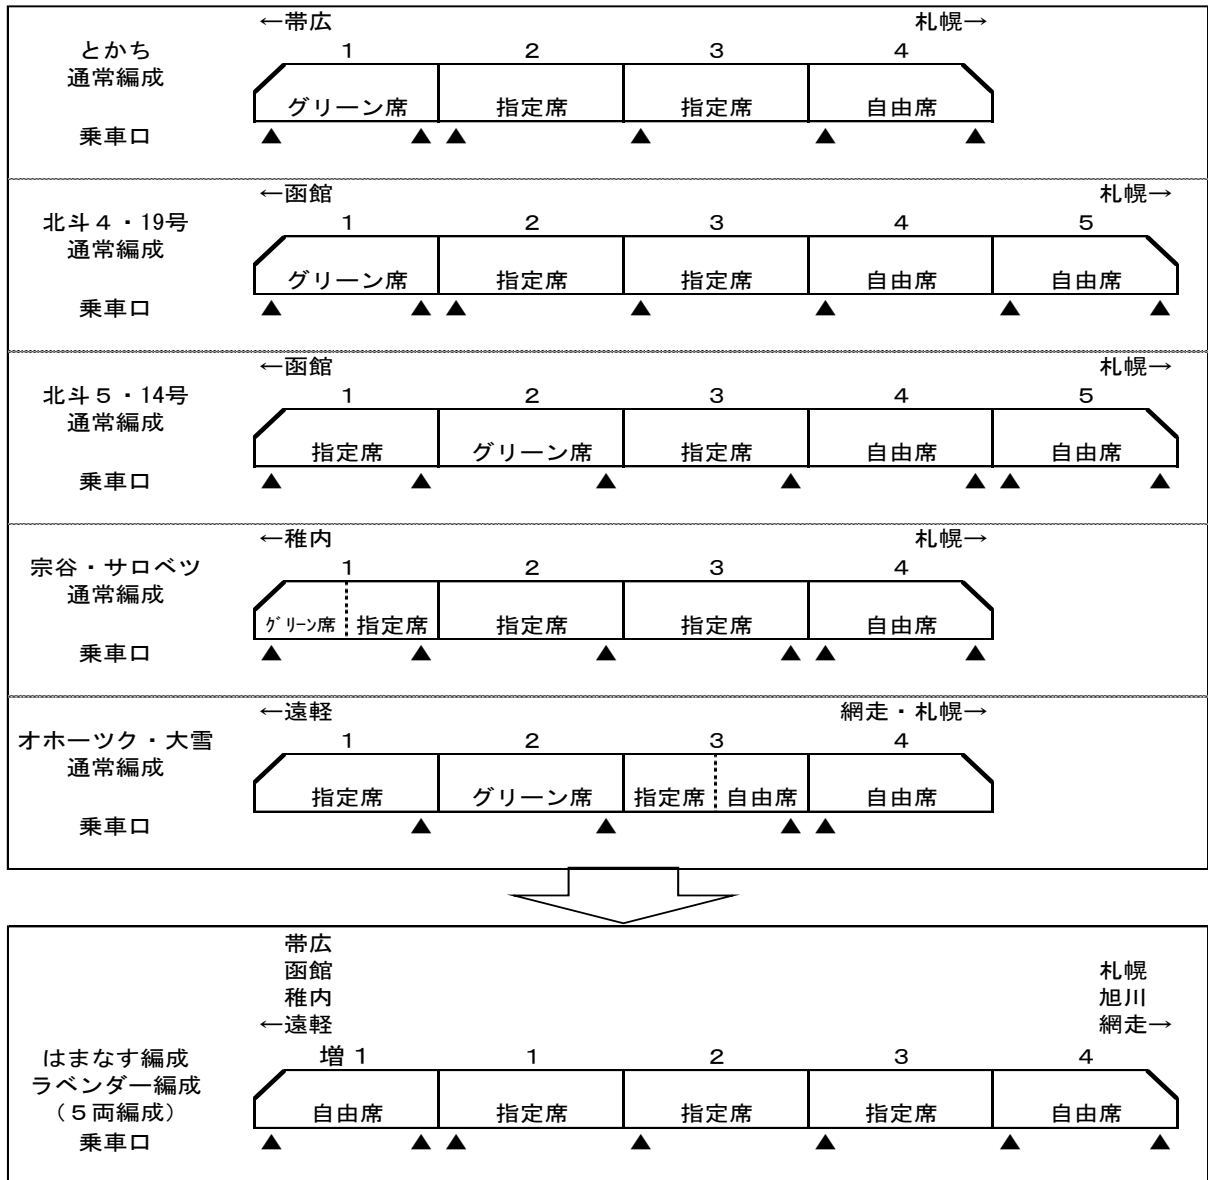 ←帯広 札幌→
とかち 1 2 3 4
通常編成
グリーン席 指定席 指定席 自由席
乗車口 ▲ ▲ ▲ ▲ ▲ ▲
←函館 札幌→
北斗4・19号 1 2 3 4 5
通常編成
グリーン席 指定席 指定席 自由席 自由席
乗車口 ▲ ▲ ▲ ▲ ▲ ▲ ▲
←函館 札幌→
北斗5・14号 1 2 3 4 5
通常編成
指定席 グリーン席 指定席 自由席 自由席
乗車口 ▲ ▲ ▲ ▲ ▲ ▲ ▲
←稚内 札幌→
宗谷・サロベツ 1 2 3 4
通常編成
グリーン席 指定席 指定席 指定席 自由席
乗車口 ▲ ▲ ▲ ▲ ▲ ▲
←遠軽 網走・札幌→
オホーツク・大雪 1 2 3 4
通常編成
指定席 グリーン席 指定席 自由席 自由席
乗車口 ▲ ▲ ▲ ▲
帯広
函館 札幌
稚内 旭川
←遠軽 網走→
はまなす編成 増1 1 2 3 4
ラベンダー編成
(5両編成) 自由席 指定席 指定席 指定席 自由席
乗車口 ▲ ▲ ▲ ▲ ▲ ▲ ▲